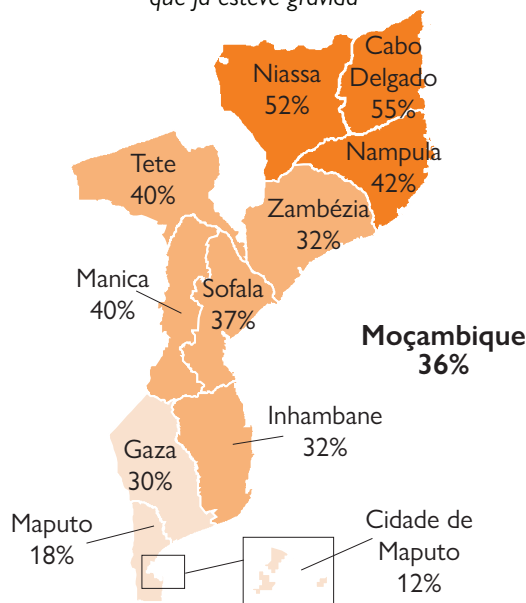 que já esteve grávida
Cabo
Delgado
55%
Niassa
52%
Nampula
42%
Tete
40%
Zambézia
32%
Manica
40%
Sofala
37%
Moçambique
36%
Inhambane
32%
Gaza
30%
Maputo
18%
Cidade de
Maputo
12%